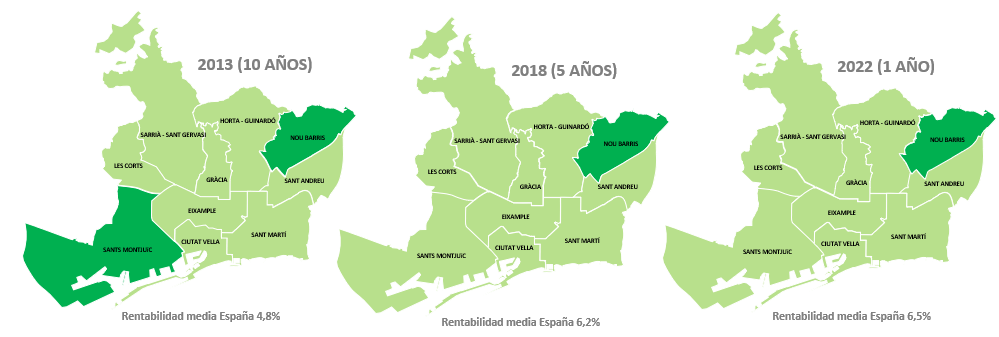 2013 (10 AÑOS)
HORTA - GUINARDÓ
SARRIÀ - SANT GERVASI
NOU BARRIS
LES CORTS
GRÀCIA
SANT ANDREU
EIXAMPLE
SANT MARTÍ
CIUTAT VELLA
SANTS MONTJUïC
Rentabilidad media España 4,8%
2018 (5 AÑOS)
HORTA - GUINARDÓ
SARRIÀ - SANT GERVASI
NOU BARRIS
LES CORTS
GRÀCIA
SANT ANDREU
EIXAMPLE
SANT MARTÍ
CIUTAT VELLA
SANTS MONTJUïC
Rentabilidad media España 6,2%
2022 (1 AÑO)
HORTA - GUINARDÓ
SARRIÀ - SANT GERVASI
NOU BARRIS
LES CORTS
GRÀCIA
SANT ANDREU
EIXAMPLE
SANT MARTÍ
CIUTAT VELLA
SANTS MONTJUïC
Rentabilidad media España 6,5%